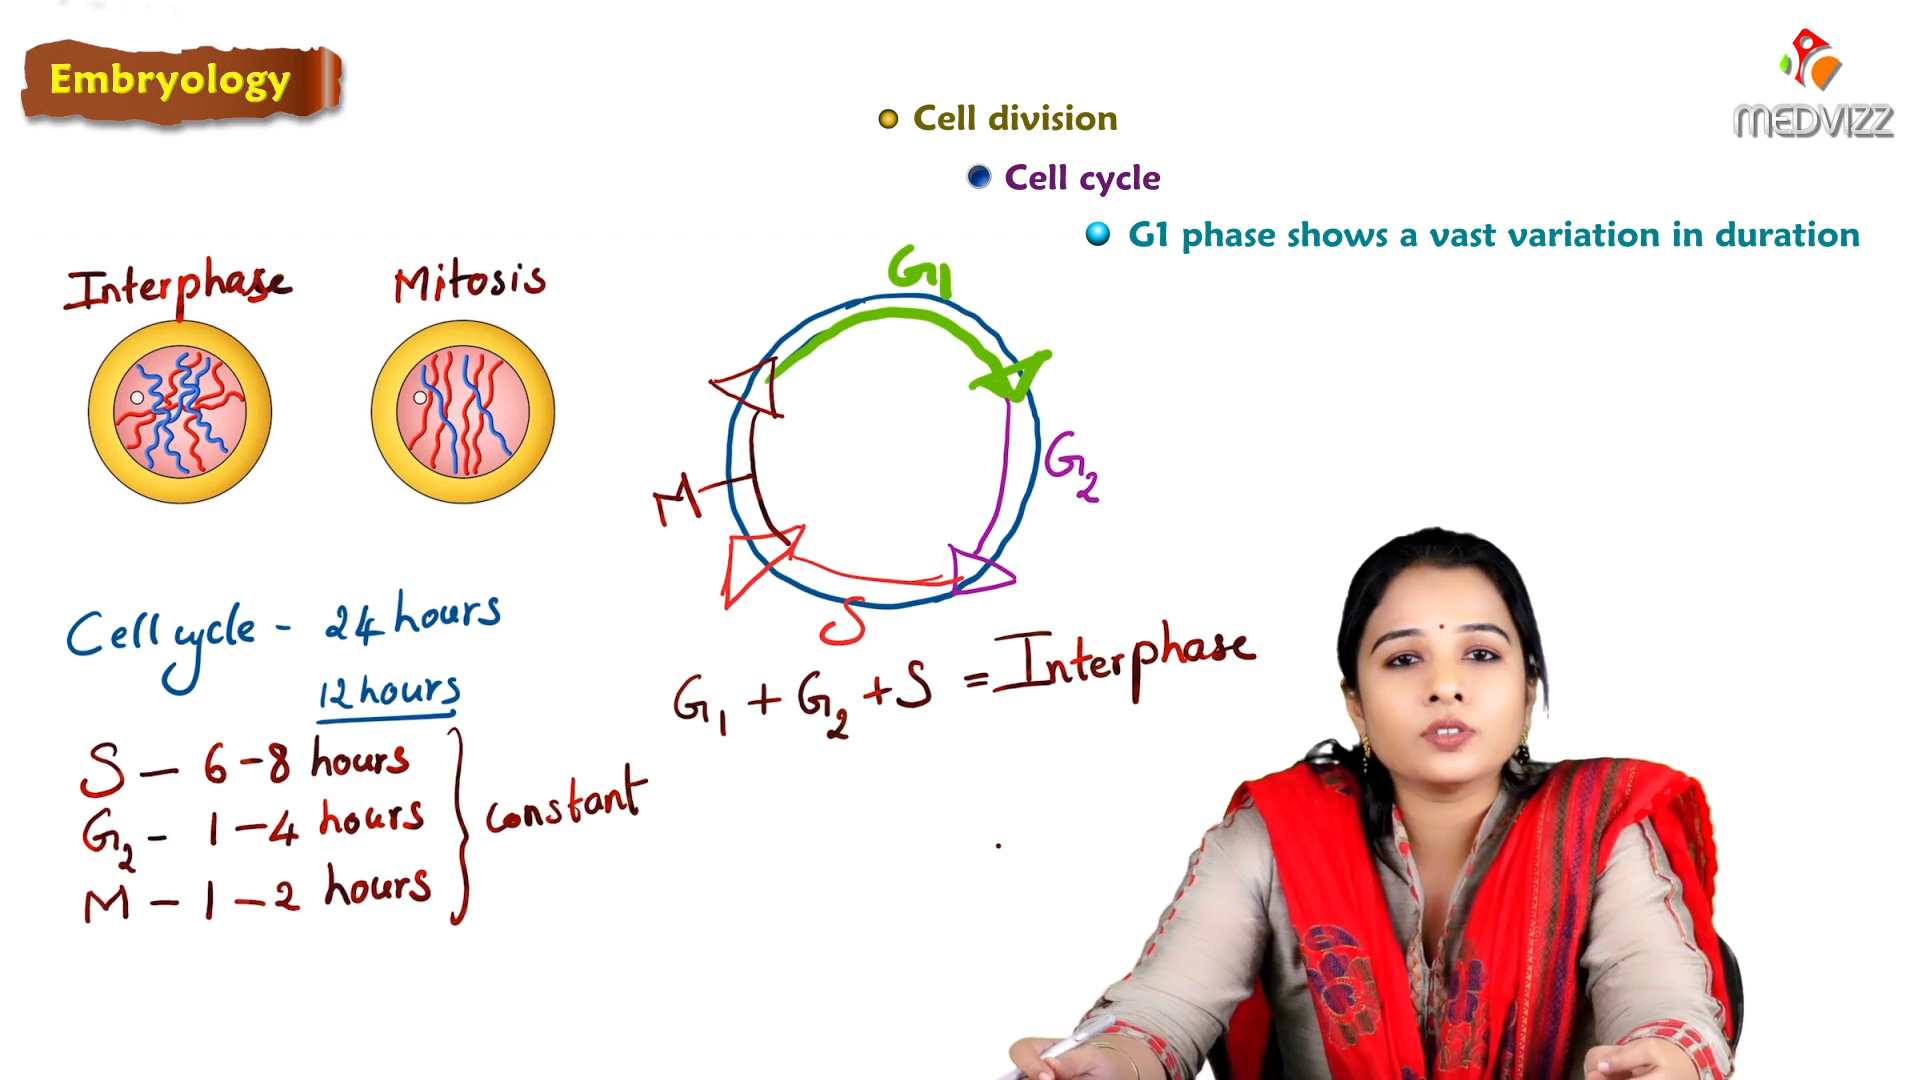 Embryology
MEDVIZZ
Cell division
Cell cycle
G1 phase shows a vast variation in duration
Interphase
Mitosis
G1
G2
M
S
Cell cycle - 24 hours
12 hours
G1 + G2 + S = Interphase
S — 6 - 8 hours
G2 - 1 - 4 hours
M - 1 - 2 hours
constant